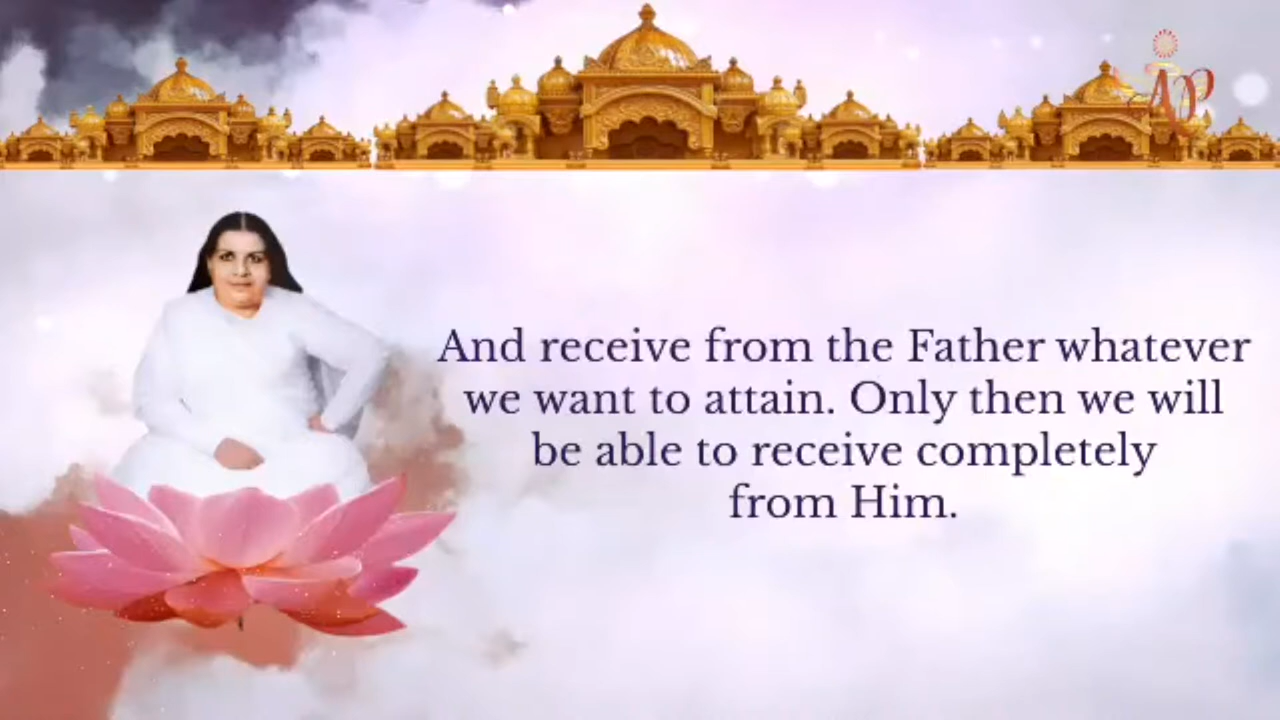 And receive from the Father whatever
we want to attain. Only then we will
be able to receive completely
from Him.